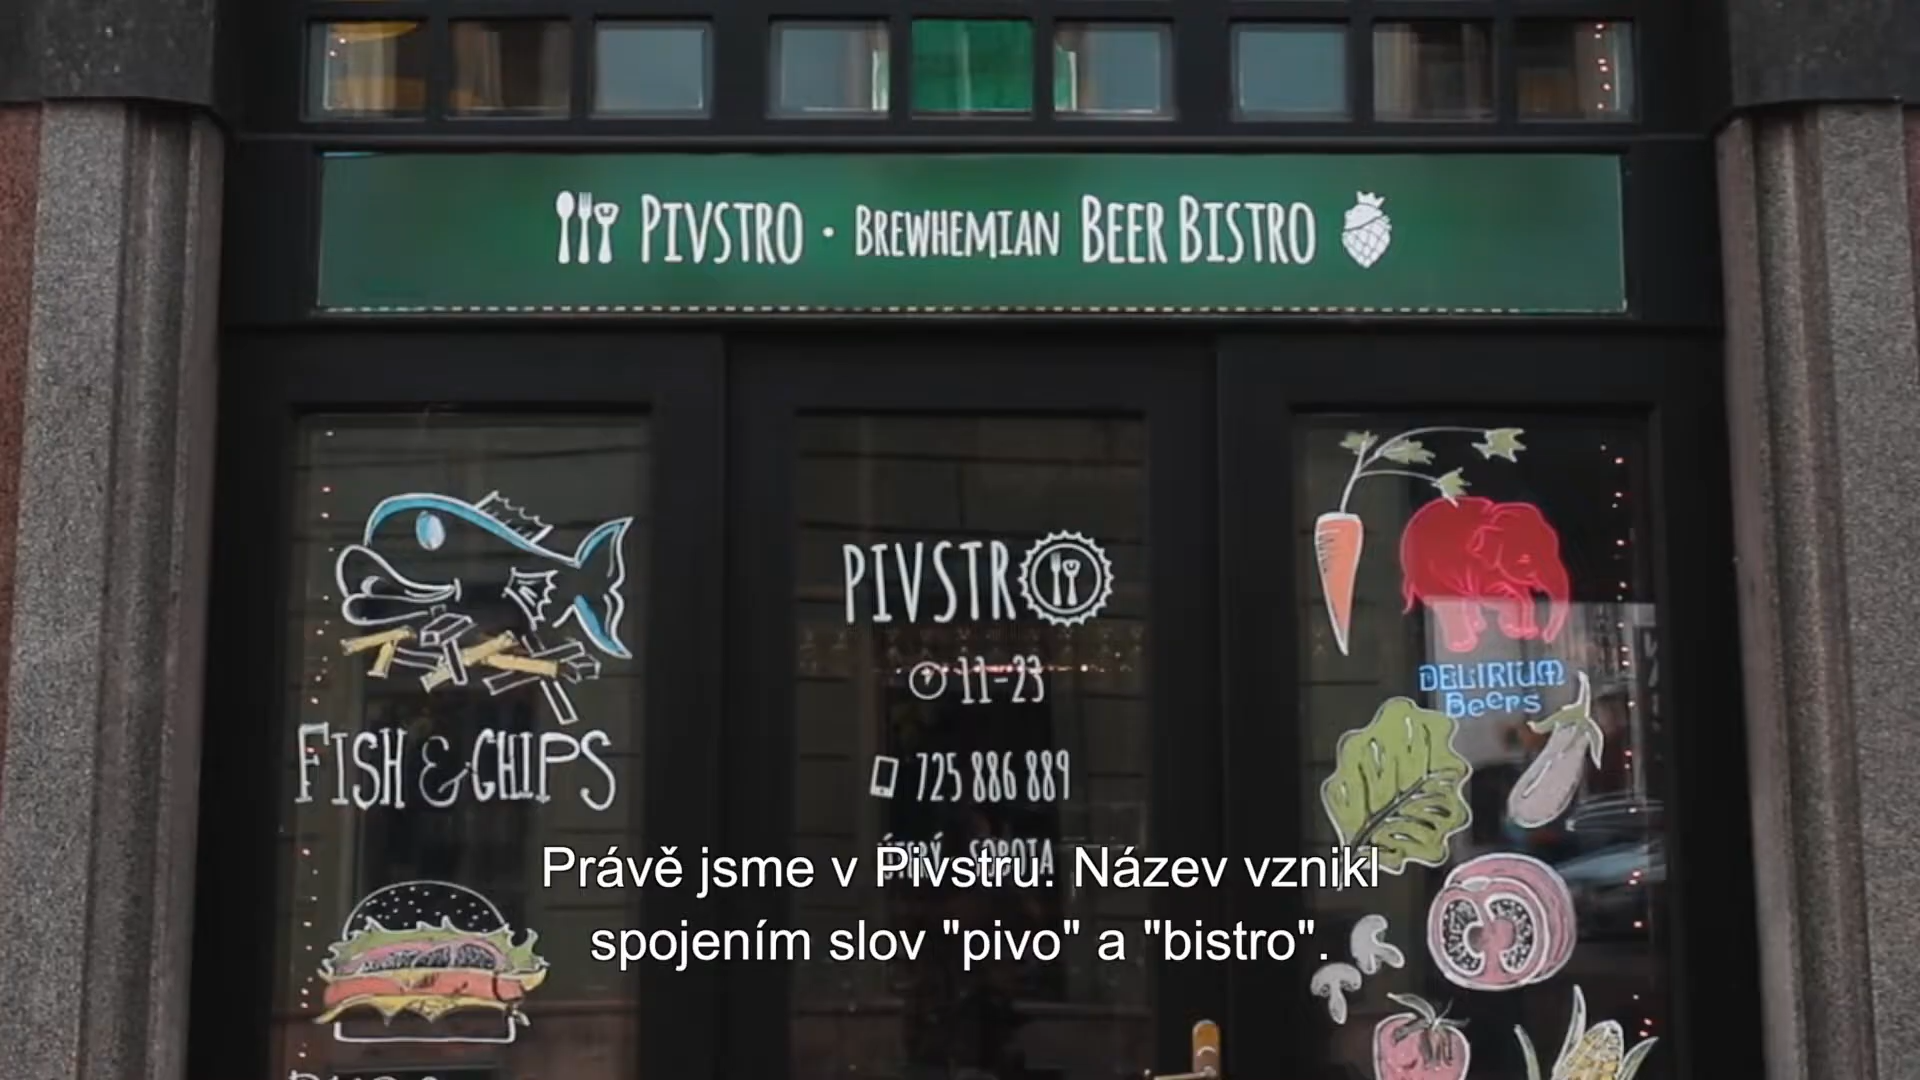 PIVSTRO • BREWHEMIAN BEER BISTRO
PIVSTRO
11-23
725 886 889
SOBOTA
FISH & CHIPS
DELIRIUM
Beers
Právě jsme v Pivstru. Název vznikl
spojením slov "pivo" a "bistro".